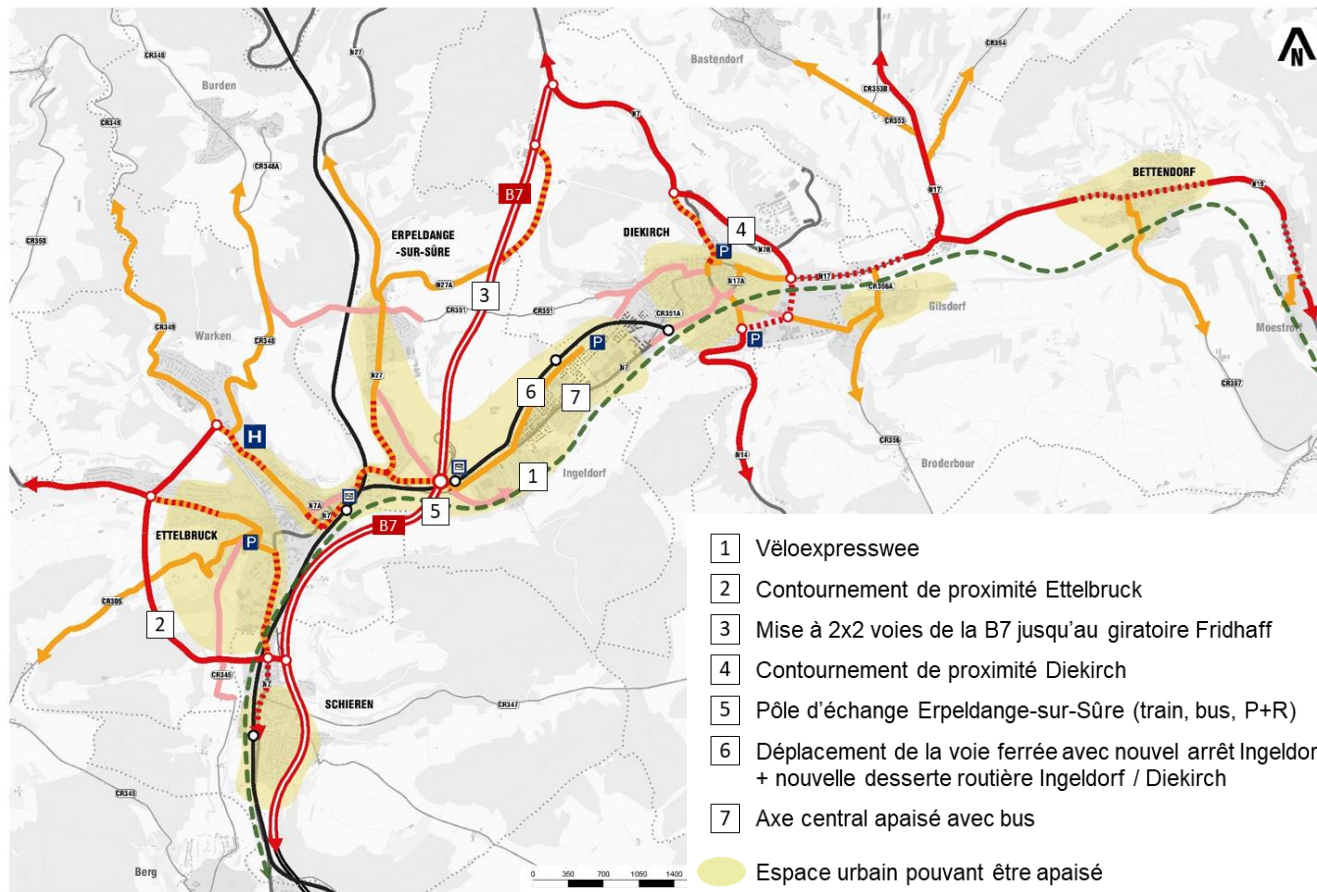 N
CR348
N27
CR354
Bastendorf
Burden
CR353B
CR348
N7
CR353
CR348A
N17
BETTENDORF
N19
B7
ERPELDANGE
-SUR-SÛRE
DIEKIRCH
4
P
N17A
N28
N17
CR350
N27A
3
CR351
CR351
CR351A
CR356A
Gilsdorf
Moestroff
Warken
CR349
CR348
P
P
N27
6
7
N7
CR357
H
1
Ingeldorf
CR356
Broderbour
N14
N7A
N7
5
B7
ETTELBRUCK
P
CR306
2
CR345
N7
SCHIEREN
CR347
CR345
Berg
0 350 700 1050 1400
1 Vëloexpresswee
2 Contournement de proximité Ettelbruck
3 Mise à 2x2 voies de la B7 jusqu'au giratoire Fridhaff
4 Contournement de proximité Diekirch
5 Pôle d'échange Erpeldange-sur-Sûre (train, bus, P+R)
6 Déplacement de la voie ferrée avec nouvel arrêt Ingeldor
+ nouvelle desserte routière Ingeldorf / Diekirch
7 Axe central apaisé avec bus
Espace urbain pouvant être apaisé